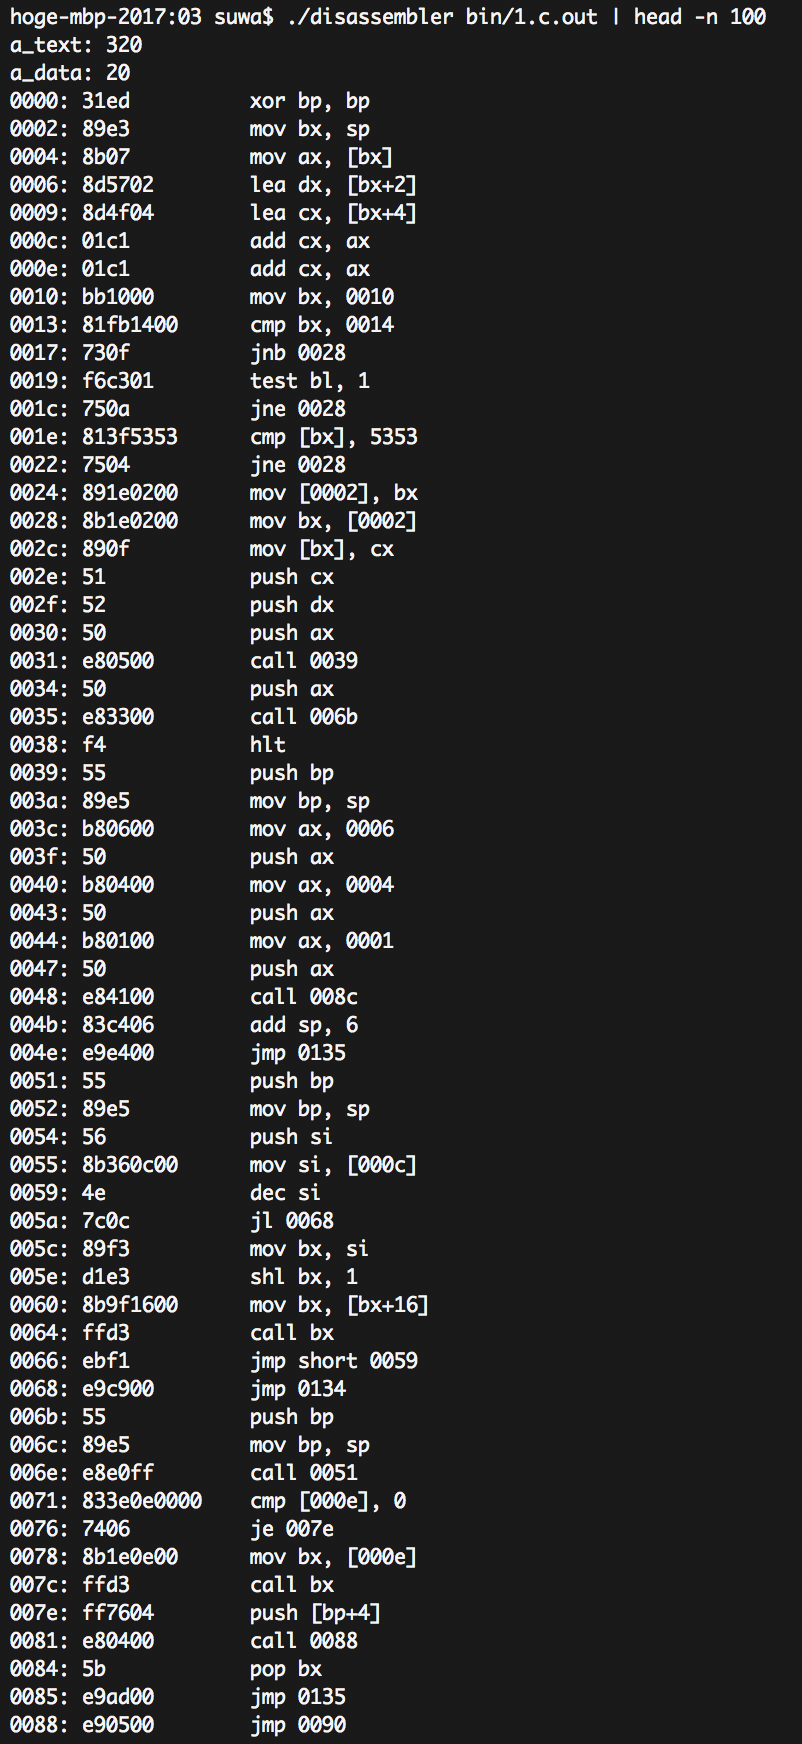 hoge-mbp-2017:03 suwa$ ./disassembler bin/1.c.out | head -n 100
a_text: 320
a_data: 20
0000: 31ed          xor bp, bp
0002: 89e3          mov bx, sp
0004: 8b07          mov ax, [bx]
0006: 8d5702        lea dx, [bx+2]
0009: 8d4f04        lea cx, [bx+4]
000c: 01c1          add cx, ax
000e: 01c1          add cx, ax
0010: bb1000        mov bx, 0010
0013: 81fb1400      cmp bx, 0014
0017: 730f          jnb 0028
0019: f6c301        test bl, 1
001c: 750a          jne 0028
001e: 813f5353      cmp [bx], 5353
0022: 7504          jne 0028
0024: 891e0200      mov [0002], bx
0028: 8b1e0200      mov bx, [0002]
002c: 890f          mov [bx], cx
002e: 51            push cx
002f: 52            push dx
0030: 50            push ax
0031: e80500        call 0039
0034: 50            push ax
0035: e83300        call 006b
0038: f4            hlt
0039: 55            push bp
003a: 89e5          mov bp, sp
003c: b80600        mov ax, 0006
003f: 50            push ax
0040: b80400        mov ax, 0004
0043: 50            push ax
0044: b80100        mov ax, 0001
0047: 50            push ax
0048: e84100        call 008c
004b: 83c406        add sp, 6
004e: e9e400        jmp 0135
0051: 55            push bp
0052: 89e5          mov bp, sp
0054: 56            push si
0055: 8b360c00      mov si, [000c]
0059: 4e            dec si
005a: 7c0c          jl 0068
005c: 89f3          mov bx, si
005e: d1e3          shl bx, 1
0060: 8b9f1600      mov bx, [bx+16]
0064: ffd3          call bx
0066: ebf1          jmp short 0059
0068: e9c900        jmp 0134
006b: 55            push bp
006c: 89e5          mov bp, sp
006e: e8e0ff        call 0051
0071: 833e0e0000    cmp [000e], 0
0076: 7406          je 007e
0078: 8b1e0e00      mov bx, [000e]
007c: ffd3          call bx
007e: ff7604        push [bp+4]
0081: e80400        call 0088
0084: 5b            pop bx
0085: e9ad00        jmp 0135
0088: e90500        jmp 0090